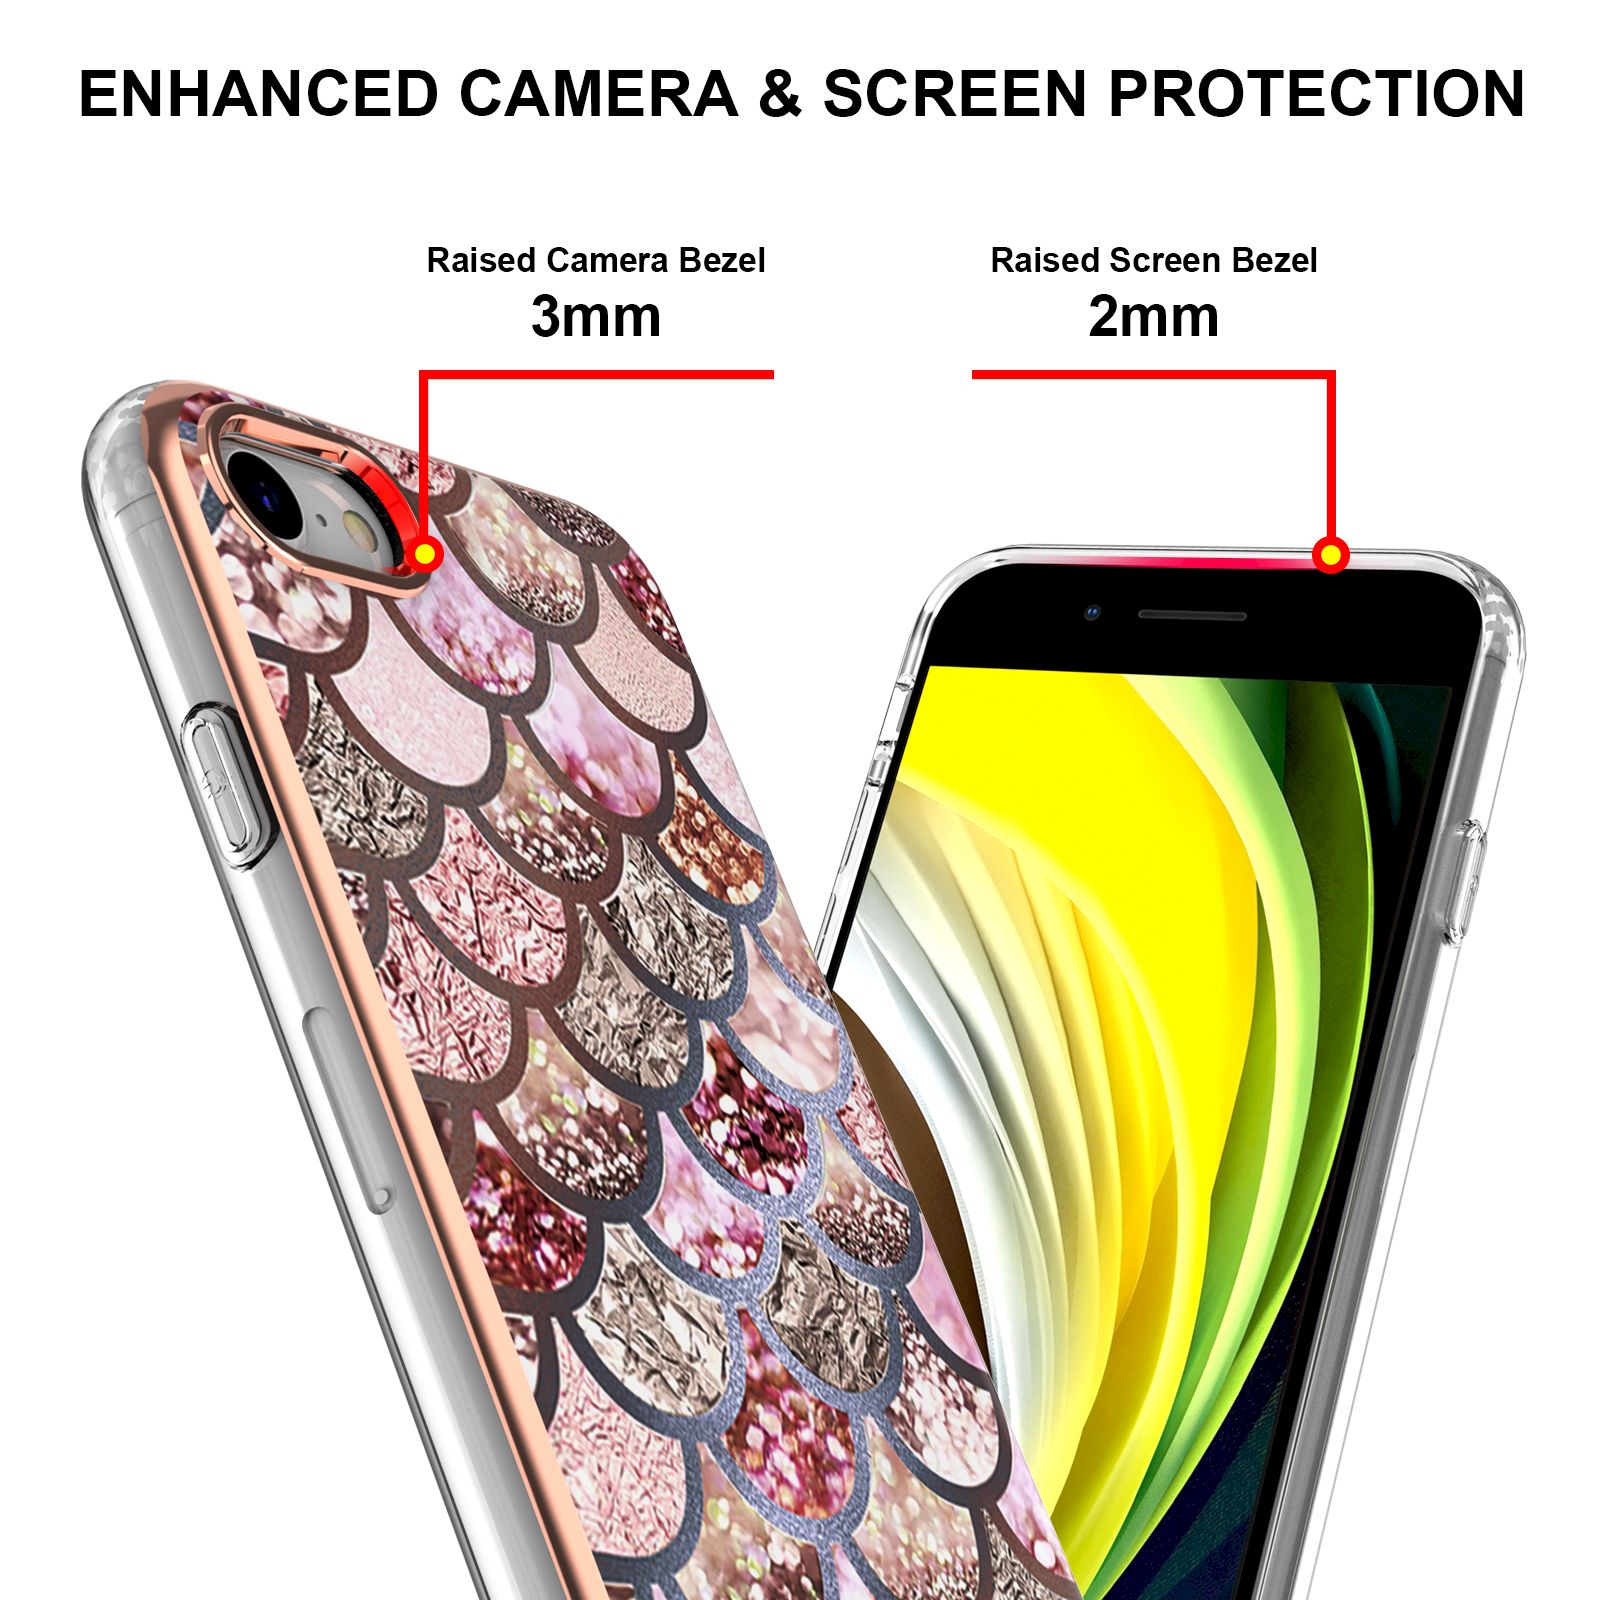 ENHANCED CAMERA & SCREEN PROTECTION
Raised Camera Bezel
3mm
Raised Screen Bezel
2mm